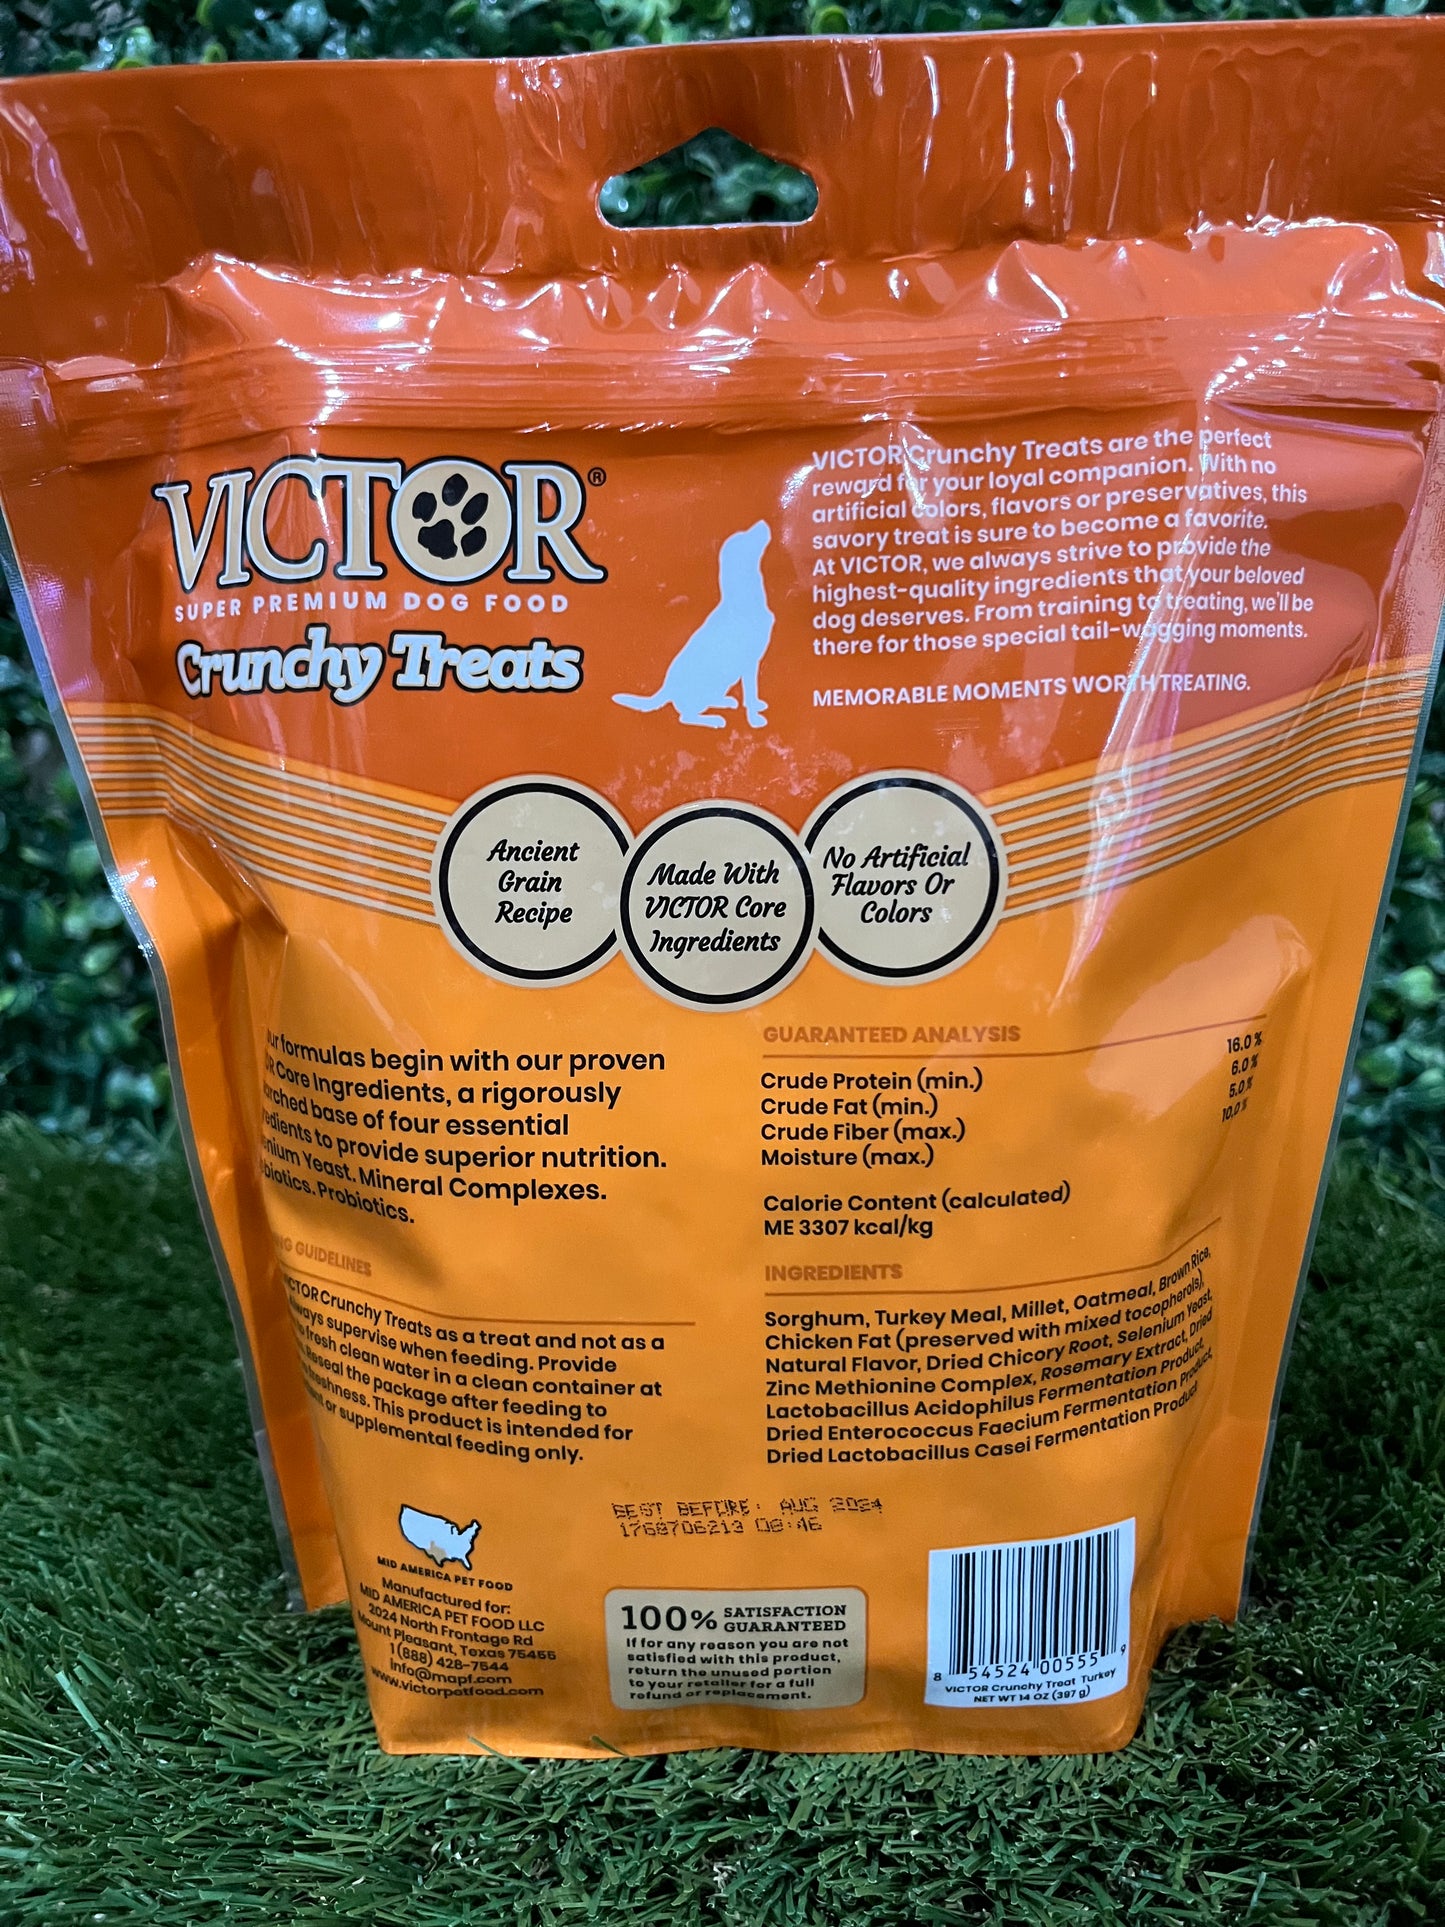 VICTOR®
SUPER PREMIUM DOG FOOD
Crunchy Treats
VICTOR Crunchy Treats are the perfect
reward for your loyal companion. With no
artificial colors, flavors or preservatives, this
savory treat is sure to become a favorite.
At VICTOR, we always strive to provide the
highest-quality ingredients that your beloved
dog deserves. From training to treating, we'll be
there for those special tail-wagging moments.
MEMORABLE MOMENTS WORTH TREATING.
Ancient
Grain
Recipe
Made With
VICTOR Core
Ingredients
No Artificial
Flavors Or
Colors
formulas begin with our proven
Core Ingredients, a rigorously
base of four essential
to provide superior nutrition.
Yeast. Mineral Complexes.
Probiotics.
GUIDELINES
Crunchy Treats as a treat and not as a
supervise when feeding. Provide
fresh clean water in a clean container at
Reseal the package after feeding to
freshness. This product is intended for
or supplemental feeding only.
GUARANTEED ANALYSIS
Crude Protein (min.) 16.0%
Crude Fat (min.) 6.0%
Crude Fiber (max.) 5.0%
Moisture (max.) 10.0%
Calorie Content (calculated)
ME 3307 kcal/kg
INGREDIENTS
Sorghum, Turkey Meal, Millet, Oatmeal, Brown Rice,
Chicken Fat (preserved with mixed tocopherols),
Natural Flavor, Dried Chicory Root, Selenium Yeast,
Zinc Methionine Complex, Rosemary Extract, Dried
Lactobacillus Acidophilus Fermentation Product,
Dried Enterococcus Faecium Fermentation Product,
Dried Lactobacillus Casei Fermentation Product
BEST BEFORE: AUG 2024
1768706213 08:46
MID AMERICA PET FOOD
Manufactured for:
MID AMERICA PET FOOD LLC
2024 North Frontage Rd
Mount Pleasant, Texas 75455
1 (888) 428-7544
info@mapf.com
www.victorpetfood.com
100% SATISFACTION
GUARANTEED
If for any reason you are not
satisfied with this product,
return the unused portion
to your retailer for a full
refund or replacement.
8 54524 00555 9
VICTOR Crunchy Treat Turkey
NET WT 14 OZ (397 g)